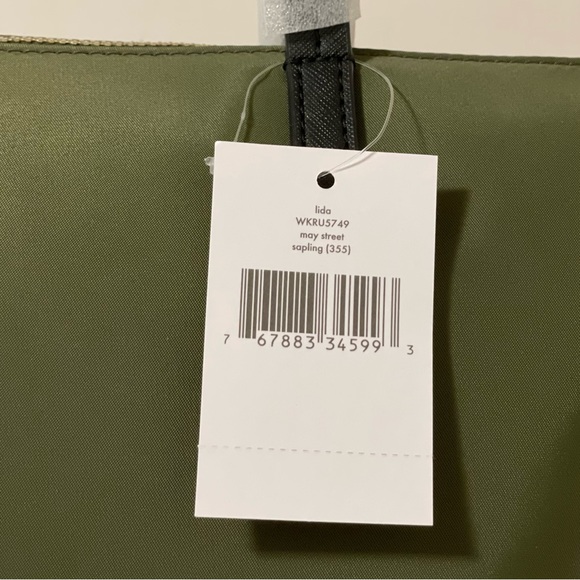 lida
WKRU5749
may street
sapling (355)
7 67883 34599 3